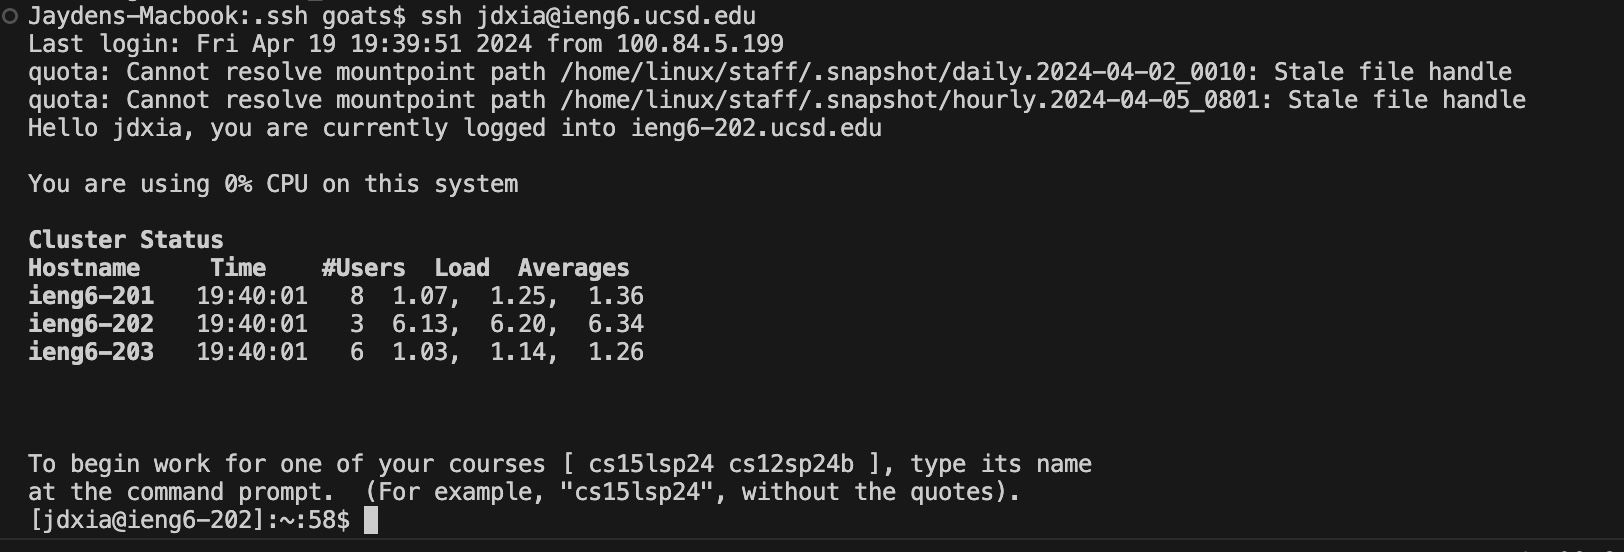 Jaydens-Macbook:.ssh goats$ ssh jdxia@ieng6.ucsd.edu
Last login: Fri Apr 19 19:39:51 2024 from 100.84.5.199
quota: Cannot resolve mountpoint path /home/linux/staff/.snapshot/daily.2024-04-02_0010: Stale file handle
quota: Cannot resolve mountpoint path /home/linux/staff/.snapshot/hourly.2024-04-05_0801: Stale file handle
Hello jdxia, you are currently logged into ieng6-202.ucsd.edu
You are using 0% CPU on this system
Cluster Status
Hostname     Time    #Users  Load  Averages
ieng6-201   19:40:01   8  1.07,  1.25,  1.36
ieng6-202   19:40:01   3  6.13,  6.20,  6.34
ieng6-203   19:40:01   6  1.03,  1.14,  1.26
To begin work for one of your courses [ cs15lsp24 cs12sp24b ], type its name
at the command prompt.  (For example, "cs15lsp24", without the quotes).
[jdxia@ieng6-202]:~:58$